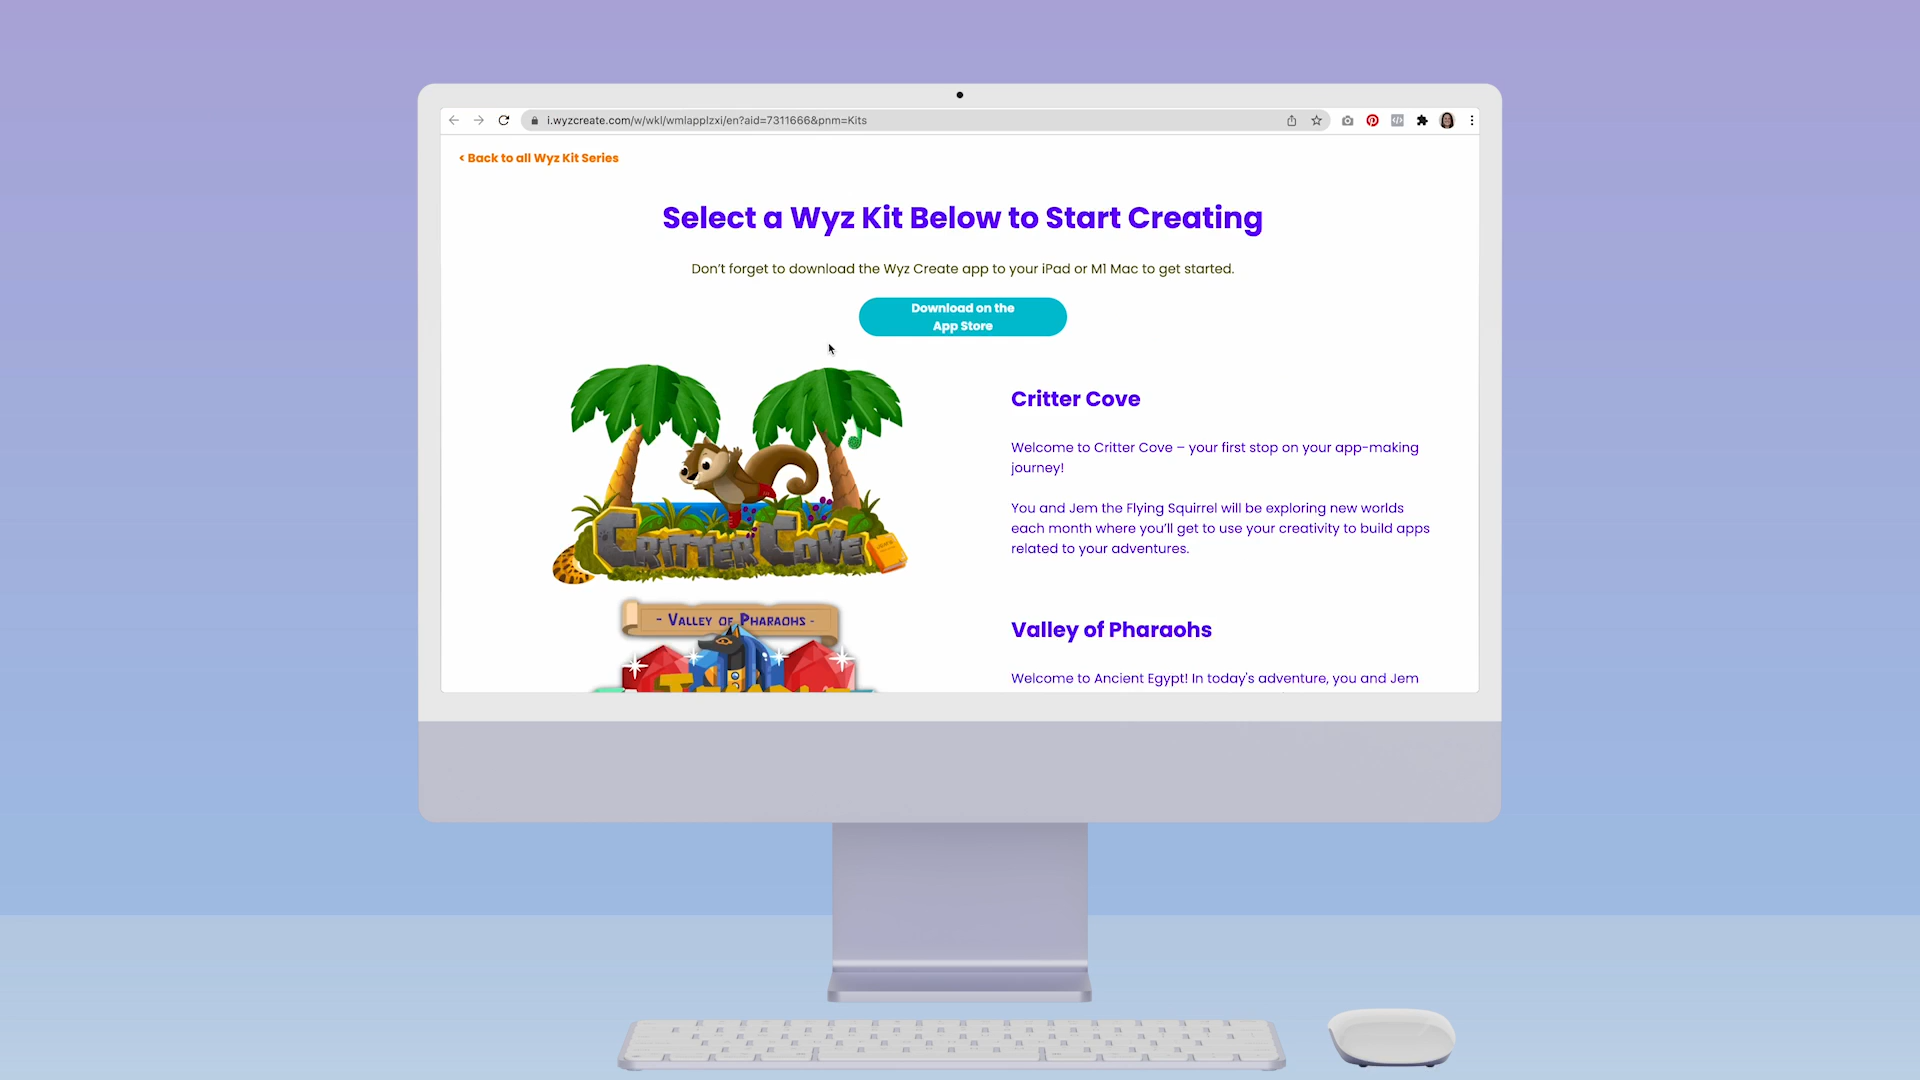 i.wyzcreate.com/w/wkl/wmlapplzxi/en?aid=7311666&pnm=Kits
< Back to all Wyz Kit Series
Select a Wyz Kit Below to Start Creating
Don't forget to download the Wyz Create app to your iPad or M1 Mac to get started.
Download on the
App Store
Critter Cove
Welcome to Critter Cove – your first stop on your app-making
journey!
You and Jem the Flying Squirrel will be exploring new worlds
each month where you'll get to use your creativity to build apps
related to your adventures.
CRITTER COVE
- VALLEY OF PHARAOHS -
Valley of Pharaohs
Welcome to Ancient Egypt! In today's adventure, you and Jem